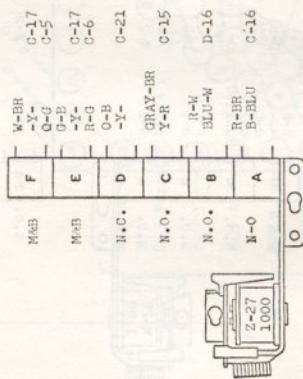 W-BR C-17
-Y- C-5
O-G
G-B C-17
-Y- C-6
R-G
O-B C-21
-Y-
GRAY-BR C-15
Y-R
R-W D-16
BLU-W
R-BR C-16
B-BLU
F E D C B A
M&B M&B N.C. N.O. N.O. N-O
Z-27
1000